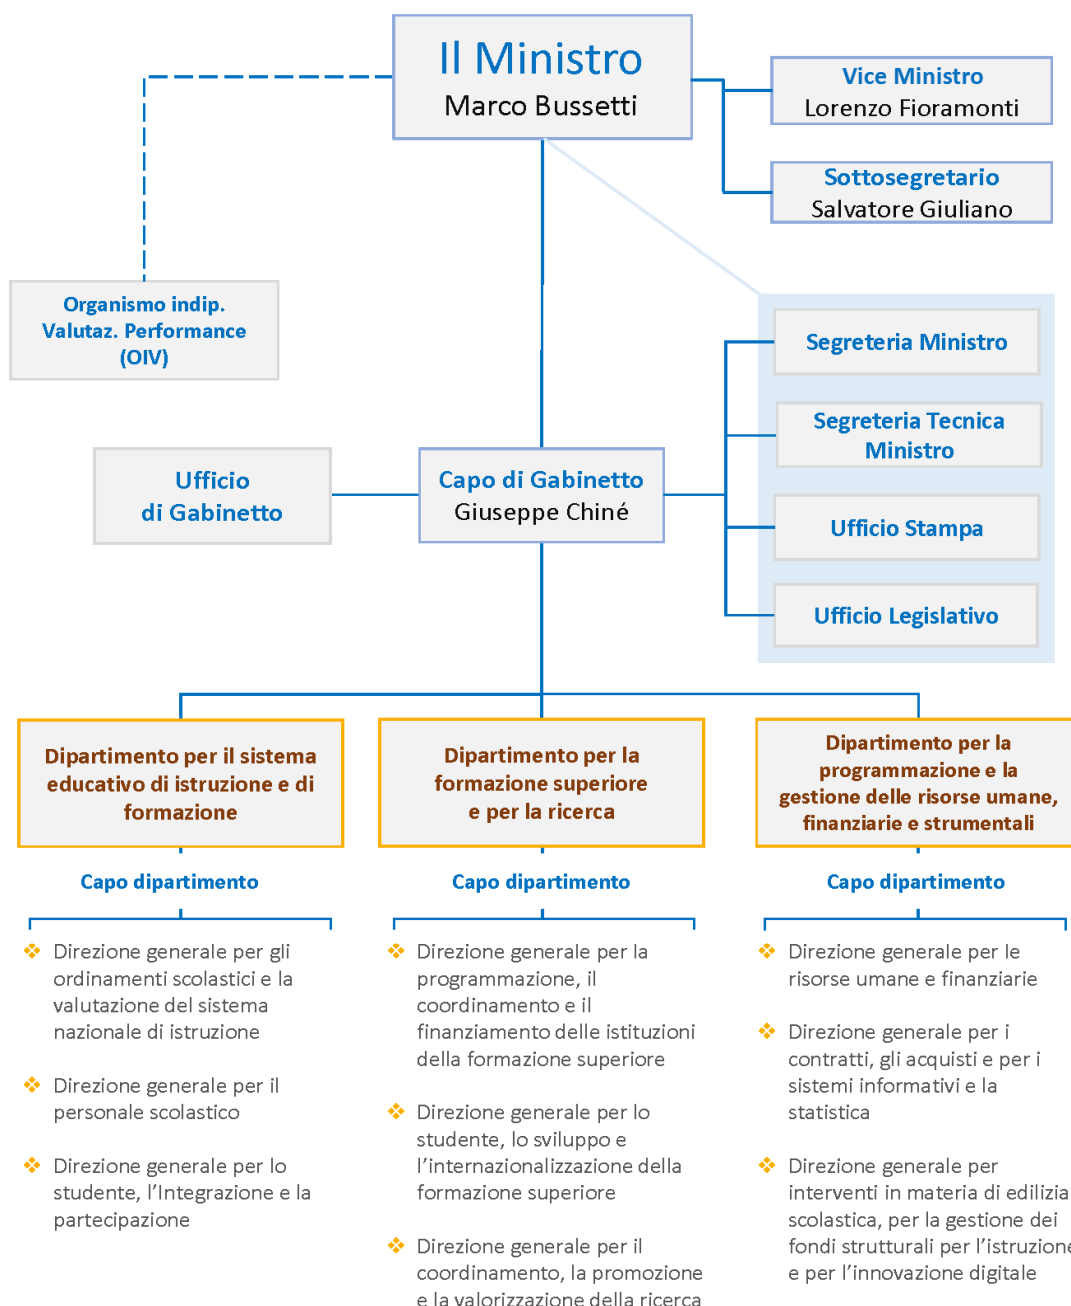 Il Ministro
Marco Bussetti
Vice Ministro
Lorenzo Fioramonti
Sottosegretario
Salvatore Giuliano
Organismo indip.
Valutaz. Performance
(OIV)
Segreteria Ministro
Segreteria Tecnica
Ministro
Ufficio Stampa
Ufficio Legislativo
Ufficio
di Gabinetto
Capo di Gabinetto
Giuseppe Chiné
Dipartimento per il sistema
educativo di istruzione e di
formazione
Capo dipartimento
Direzione generale per gli
ordinamenti scolastici e la
valutazione del sistema
nazionale di istruzione
Direzione generale per il
personale scolastico
Direzione generale per lo
studente, l’Integrazione e la
partecipazione
Dipartimento per la
formazione superiore
e per la ricerca
Capo dipartimento
Direzione generale per la
programmazione, il
coordinamento e il
finanziamento delle istituzioni
della formazione superiore
Direzione generale per lo
studente, lo sviluppo e
l’internazionalizzazione della
formazione superiore
Direzione generale per il
coordinamento, la promozione
e la valorizzazione della ricerca
Dipartimento per la
programmazione e la
gestione delle risorse umane,
finanziarie e strumentali
Capo dipartimento
Direzione generale per le
risorse umane e finanziarie
Direzione generale per i
contratti, gli acquisti e per i
sistemi informativi e la
statistica
Direzione generale per
interventi in materia di edilizia
scolastica, per la gestione dei
fondi strutturali per l’istruzione
e per l’innovazione digitale